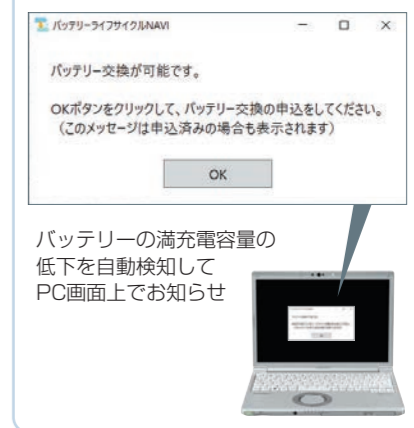 バッテリーライフサイクルNAVI
バッテリー交換が可能です。
OKボタンをクリックして、バッテリー交換の申込をしてください。
（このメッセージは申込済みの場合も表示されます）
OK
バッテリーの満充電容量の
低下を自動検知して
PC画面上でお知らせ